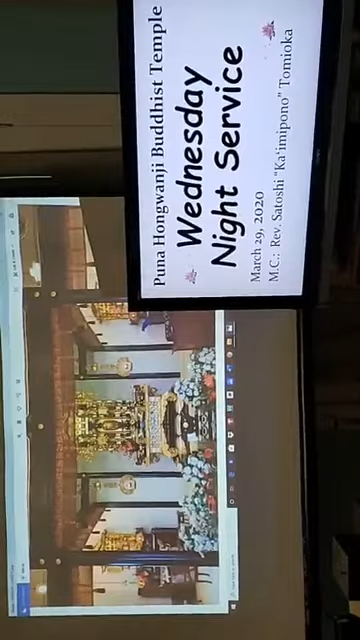 Puna Hongwanji Buddhist Temple
Wednesday
Night Service
March 29, 2020
M.C.: Rev. Satoshi "Ka'imipono" Tomioka